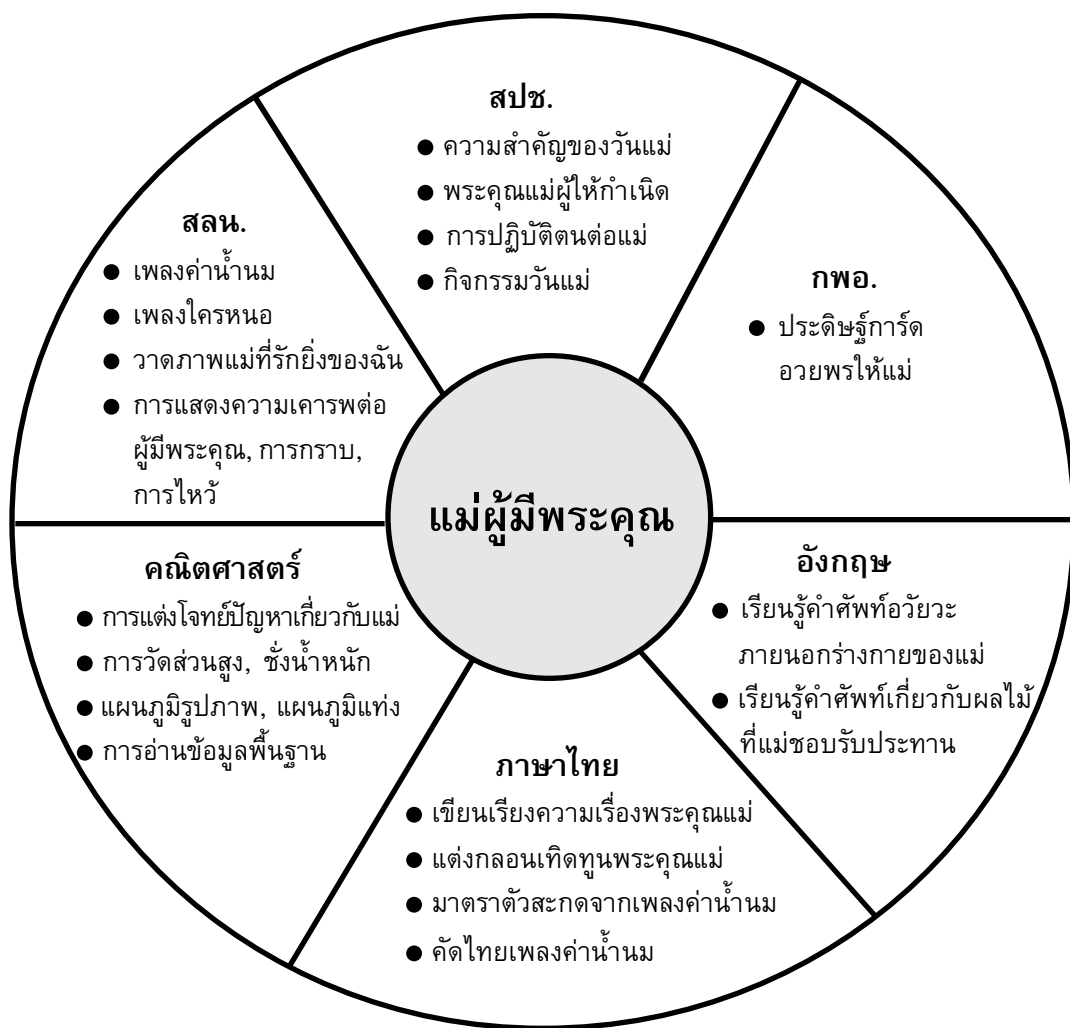 สปช.
● ความสำคัญของวันแม่
● พระคุณแม่ผู้ให้กำเนิด
● การปฏิบัติตนต่อแม่
● กิจกรรมวันแม่
กพอ.
● ประดิษฐ์การ์ด
อวยพรให้แม่
อังกฤษ
● เรียนรู้คำศัพท์อวัยวะ
ภายนอกร่างกายของแม่
● เรียนรู้คำศัพท์เกี่ยวกับผลไม้
ที่แม่ชอบรับประทาน
ภาษาไทย
● เขียนเรียงความเรื่องพระคุณแม่
● แต่งกลอนเทิดทูนพระคุณแม่
● มาตราตัวสะกดจากเพลงค่าน้ำนม
● คัดไทยเพลงค่าน้ำนม
คณิตศาสตร์
● การแต่งโจทย์ปัญหาเกี่ยวกับแม่
● การวัดส่วนสูง, ชั่งน้ำหนัก
● แผนภูมิรูปภาพ, แผนภูมิแท่ง
● การอ่านข้อมูลพื้นฐาน
สลน.
● เพลงค่าน้ำนม
● เพลงใครหนอ
● วาดภาพแม่ที่รักยิ่งของฉัน
● การแสดงความเคารพต่อ
ผู้มีพระคุณ, การกราบ,
การไหว้
แม่ผู้มีพระคุณ